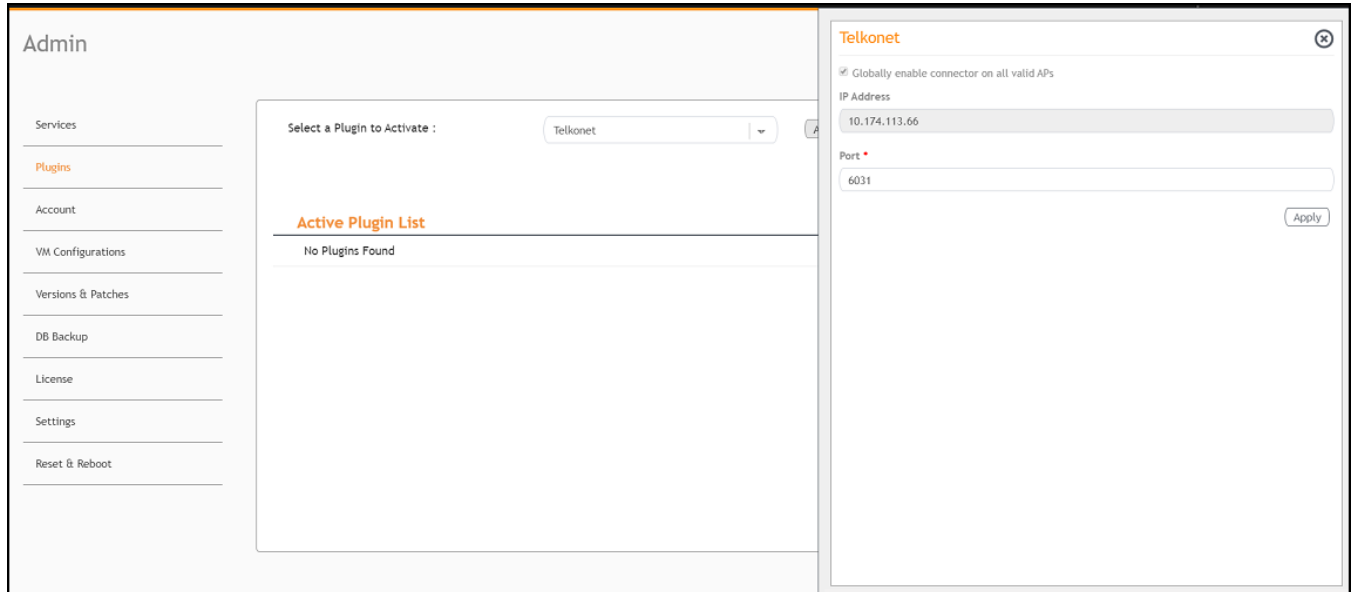 Admin
Services
Plugins
Account
VM Configurations
Versions & Patches
DB Backup
License
Settings
Reset & Reboot
Select a Plugin to Activate :
Telkonet
Active Plugin List
No Plugins Found
Telkonet
Globally enable connector on all valid APs
IP Address
10.174.113.66
Port *
6031
Apply